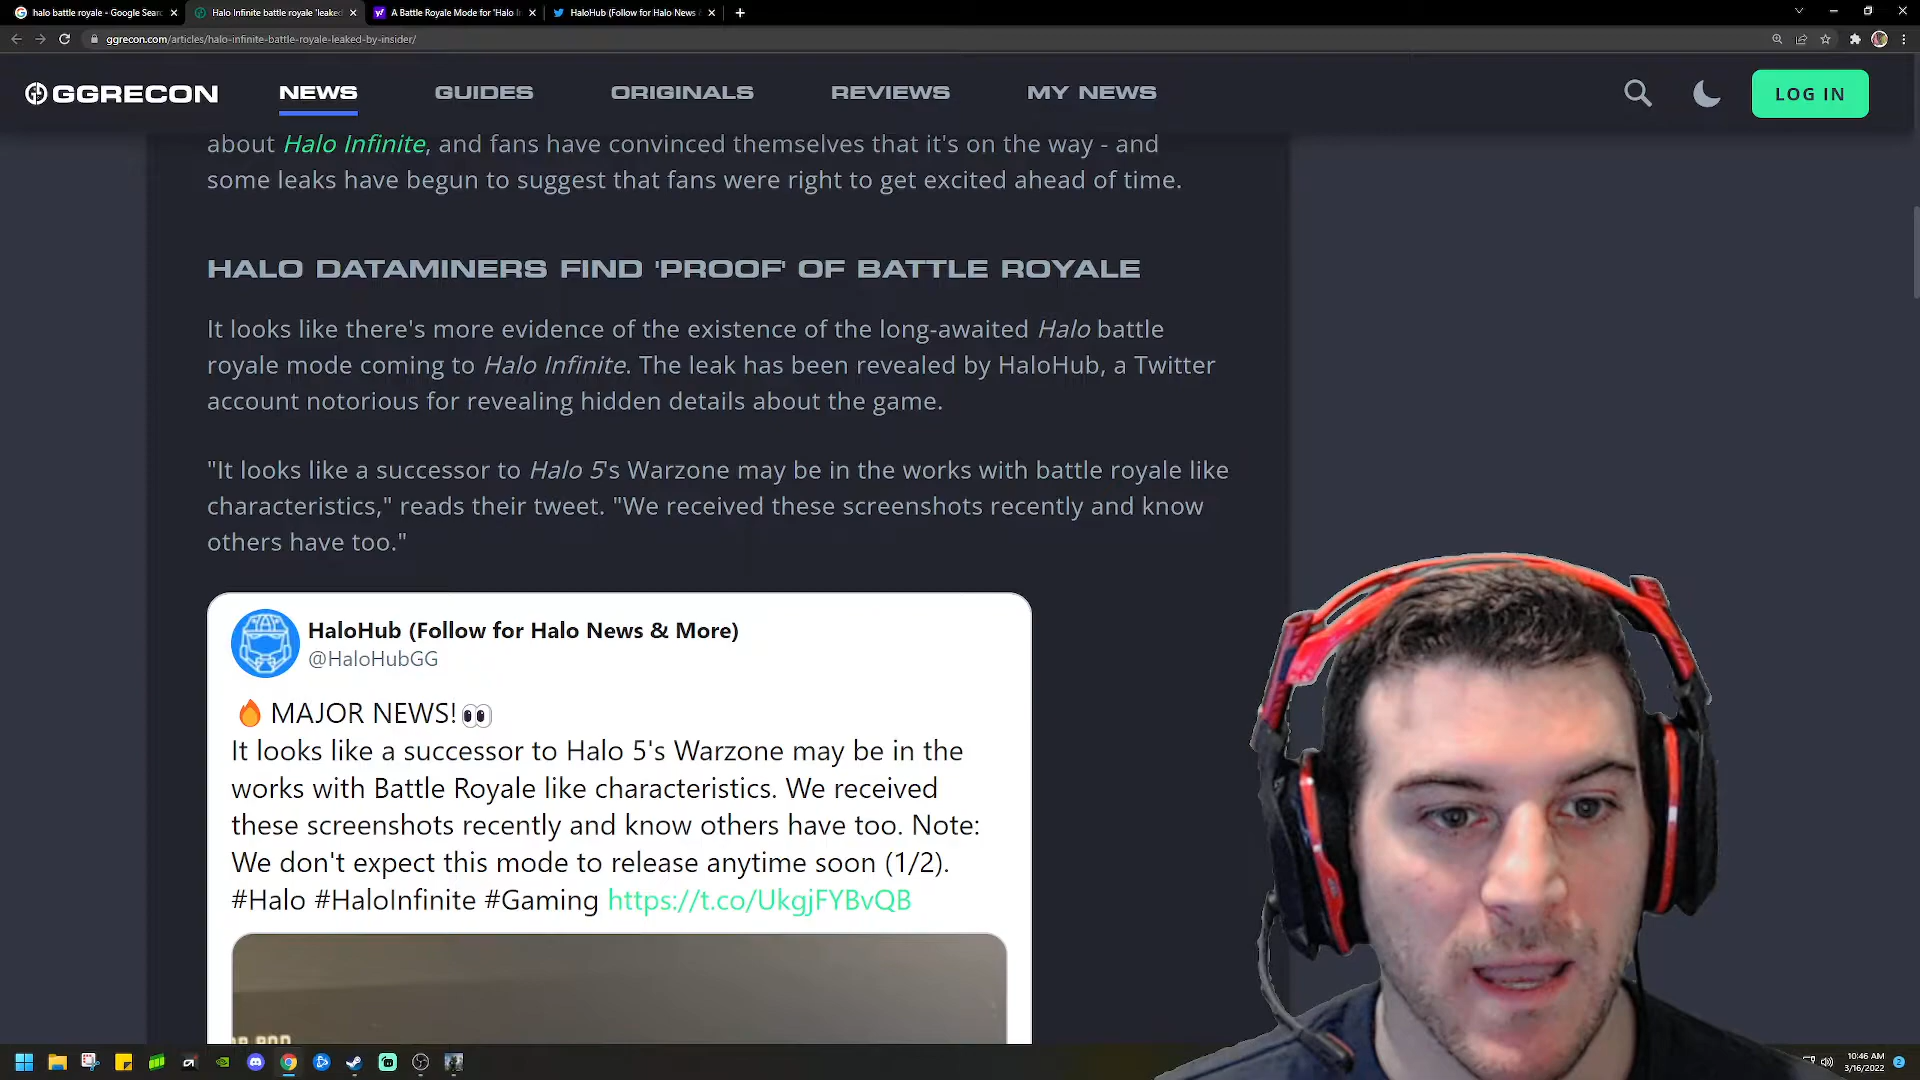 halo battle royale - Google Sear
Halo Infinite battle royale 'leaked
A Battle Royale Mode for 'Halo I
HaloHub (Follow for Halo News
ggrecon.com/articles/halo-infinite-battle-royale-leaked-by-insider/
GGRECON
NEWS
GUIDES
ORIGINALS
REVIEWS
MY NEWS
LOG IN
about Halo Infinite, and fans have convinced themselves that it's on the way - and
some leaks have begun to suggest that fans were right to get excited ahead of time.
HALO DATAMINERS FIND 'PROOF' OF BATTLE ROYALE
It looks like there's more evidence of the existence of the long-awaited Halo battle
royale mode coming to Halo Infinite. The leak has been revealed by HaloHub, a Twitter
account notorious for revealing hidden details about the game.
"It looks like a successor to Halo 5's Warzone may be in the works with battle royale like
characteristics," reads their tweet. "We received these screenshots recently and know
others have too."
HaloHub (Follow for Halo News & More)
@HaloHubGG
🔥 MAJOR NEWS!👀
It looks like a successor to Halo 5's Warzone may be in the
works with Battle Royale like characteristics. We received
these screenshots recently and know others have too. Note:
We don't expect this mode to release anytime soon (1/2).
#Halo #HaloInfinite #Gaming https://t.co/UkgjFYBvQB
10:46 AM
3/16/2022
2